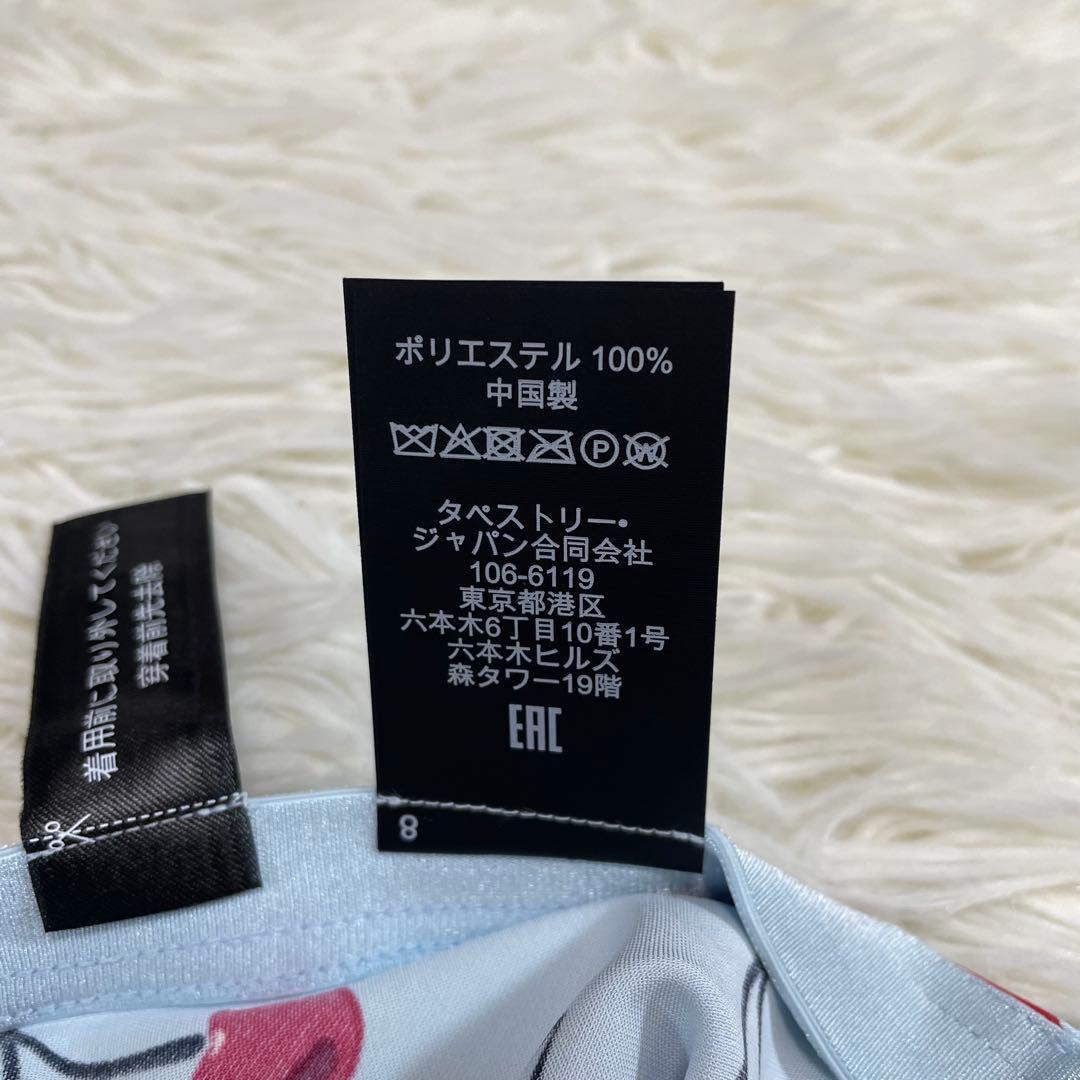 ポリエステル 100%
中国製
P W
タペストリー•
ジャパン合同会社
106-6119
東京都港区
六本木6丁目10番1号
六本木ヒルズ
森タワー19階
EAC
8
着用前に取り外してください
穿着前先去除